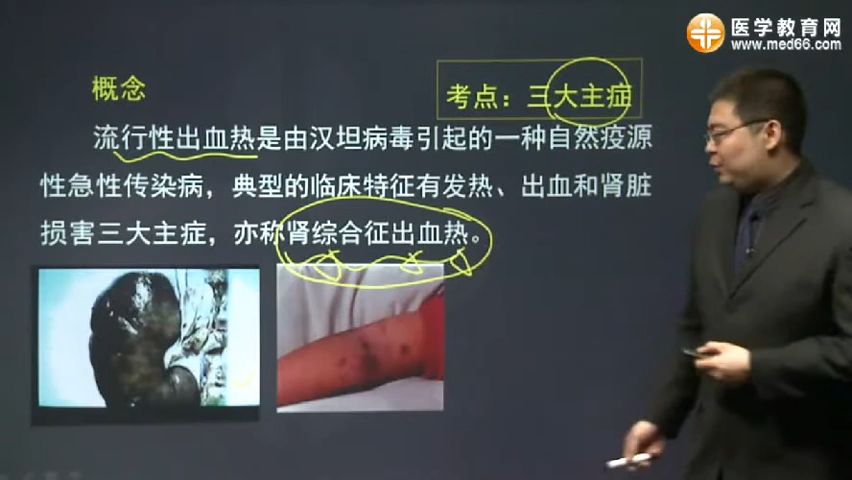 医学教育网
www.med66.com
概念
考点：三大主症
流行性出血热是由汉坦病毒引起的一种自然疫源
性急性传染病，典型的临床特征有发热、出血和肾脏
损害三大主症，亦称肾综合征出血热。